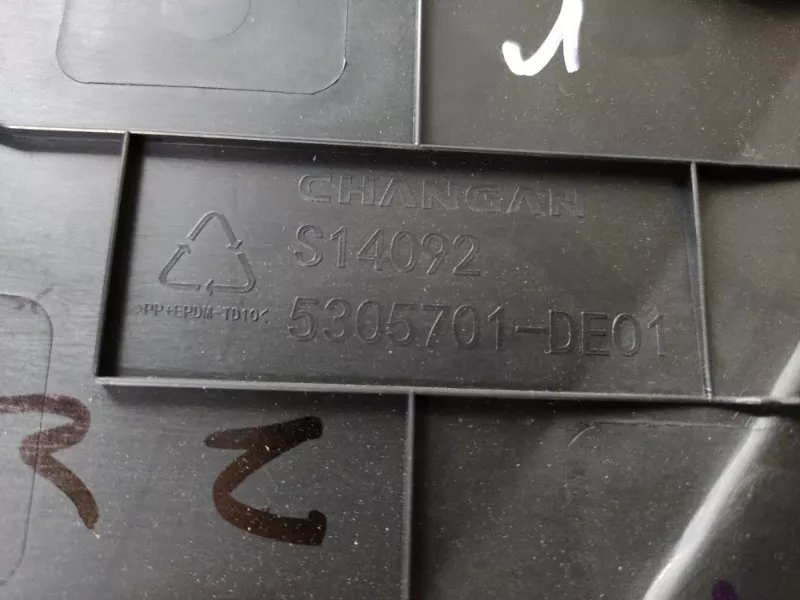 CHANGAN
S14092
>PP+EPDM-TD10<
5305701-DE01